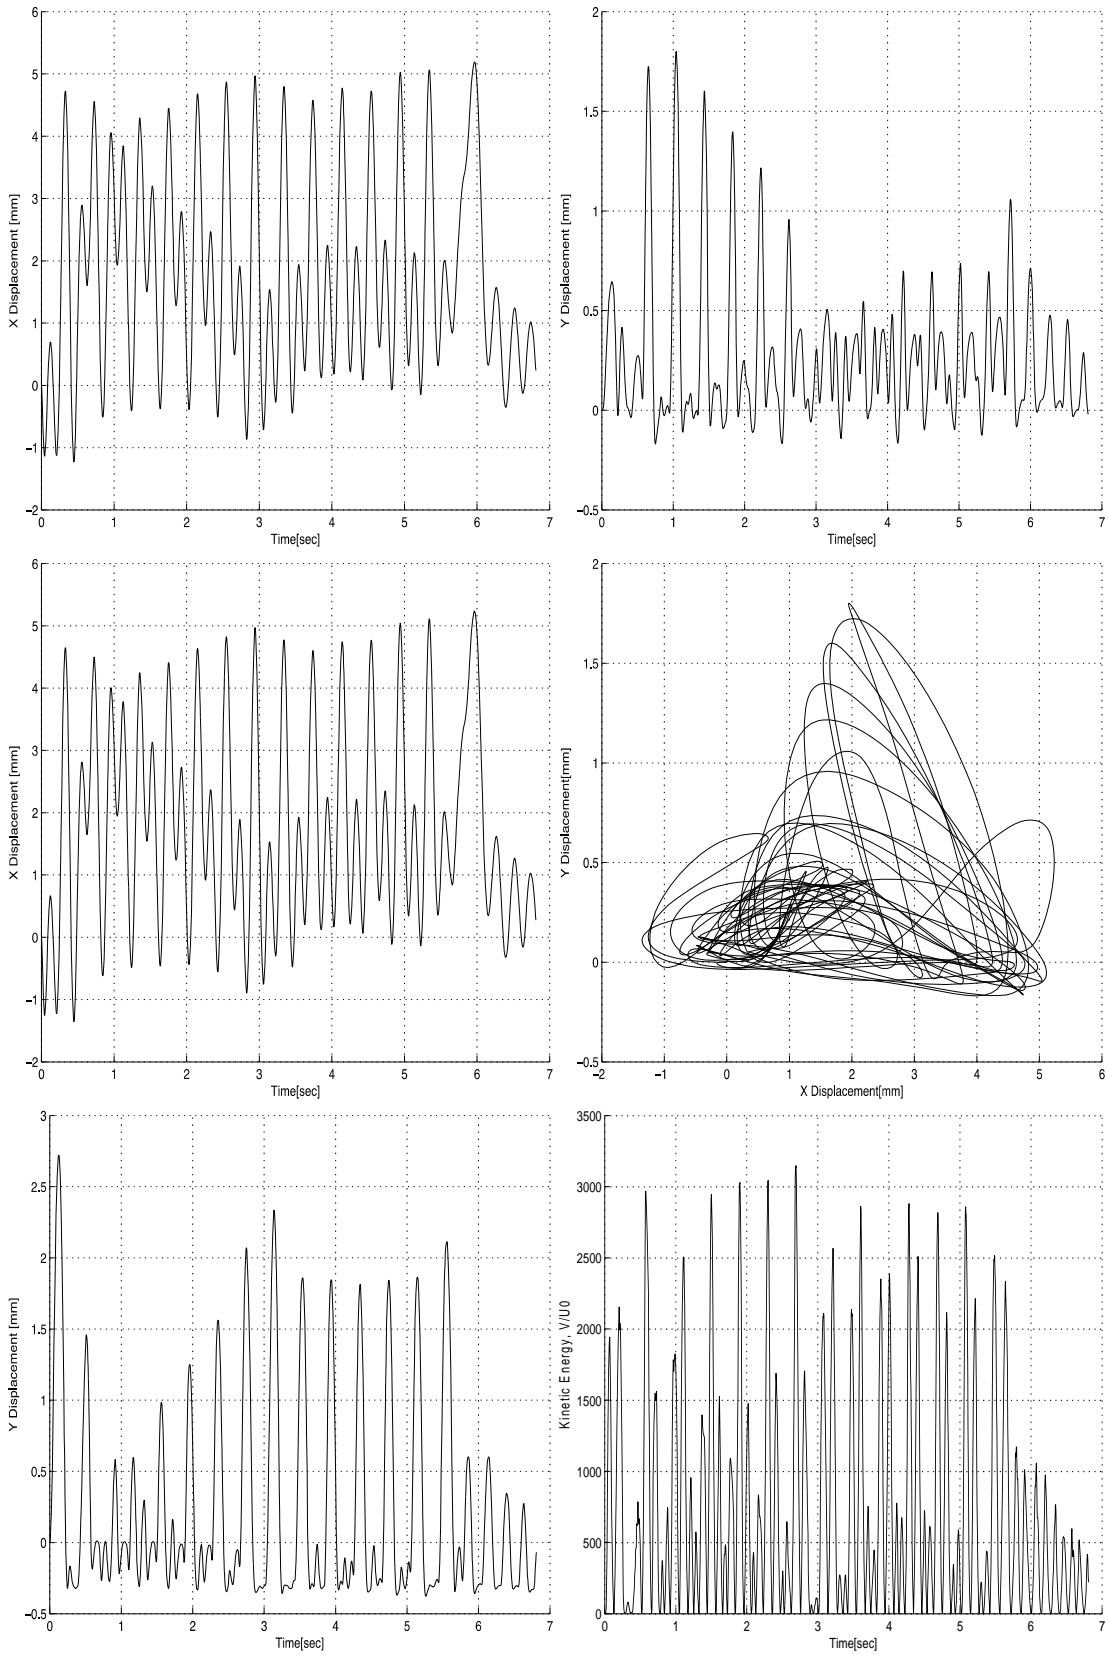 6
5
4
3
2
1
0
−1
−2
0 1 2 3 4 5 6 7
Time[sec]
X Displacement [mm]
2
1.5
1
0.5
0
−0.5
0 1 2 3 4 5 6 7
Time[sec]
Y Displacement [mm]
6
5
4
3
2
1
0
−1
−2
0 1 2 3 4 5 6 7
Time[sec]
X Displacement [mm]
2
1.5
1
0.5
0
−0.5
−2 −1 0 1 2 3 4 5 6
X Displacement[mm]
Y Displacement[mm]
3
2.5
2
1.5
1
0.5
0
−0.5
0 1 2 3 4 5 6 7
Time[sec]
Y Displacement [mm]
3500
3000
2500
2000
1500
1000
500
0
0 1 2 3 4 5 6 7
Time[sec]
Kinetic Energy, V/U0